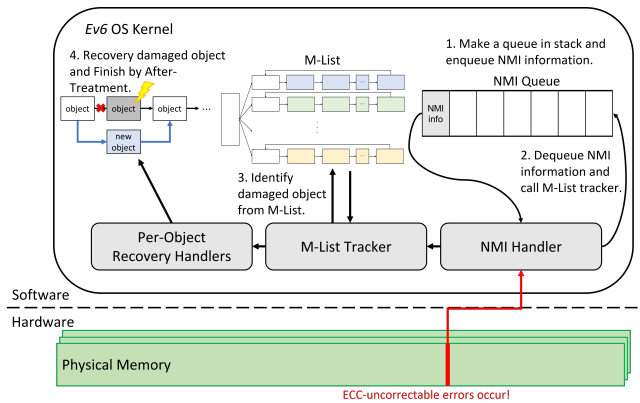 Ev6 OS Kernel
4. Recovery damaged object
and Finish by After-
Treatment.
object
object
object
...
new
object
M-List
...
...
...
3. Identify
damaged object
from M-List.
1. Make a queue in stack and
enqueue NMI information.
NMI Queue
NMI
info
2. Dequeue NMI
information and
call M-List tracker.
Per-Object
Recovery Handlers
M-List Tracker
NMI Handler
Software
Hardware
Physical Memory
ECC-uncorrectable errors occur!